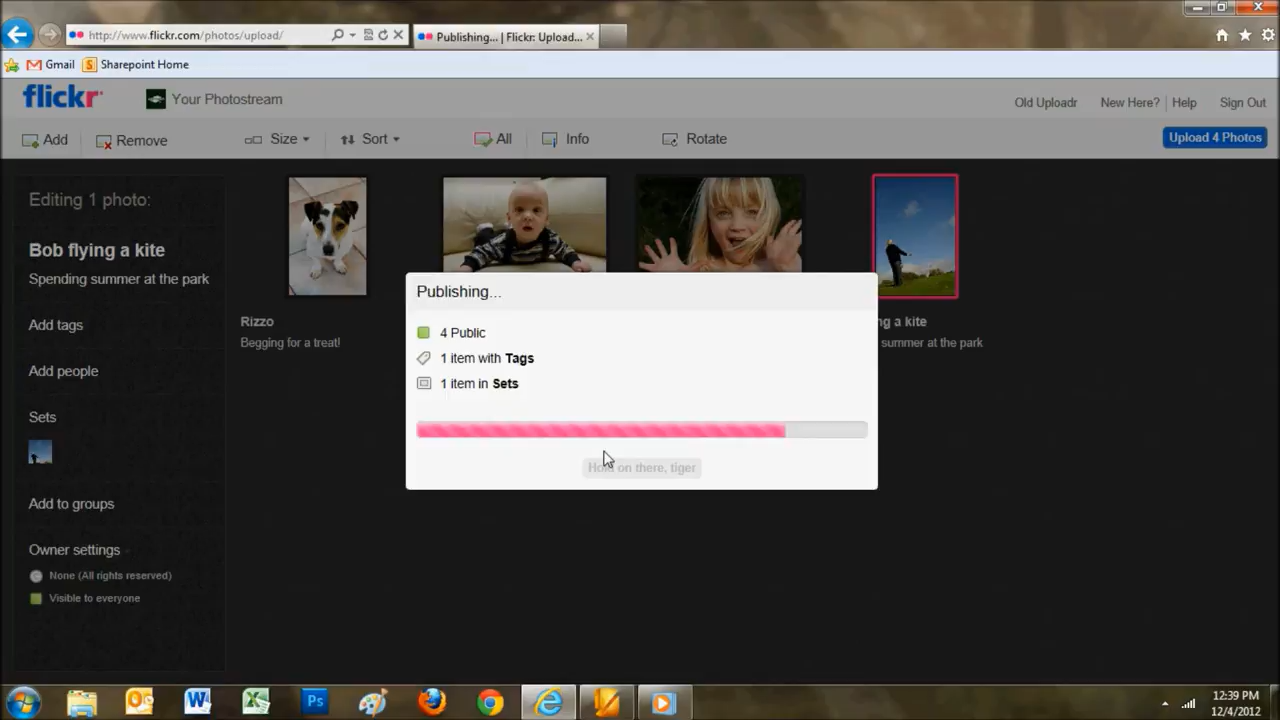 http://www.flickr.com/photos/upload/
Publishing... | Flickr: Upload...
Gmail
Sharepoint Home
flickr
Your Photostream
Old Uploadr
New Here?
Help
Sign Out
Add
Remove
Size
Sort
All
Info
Rotate
Upload 4 Photos
Editing 1 photo:
Bob flying a kite
Spending summer at the park
Add tags
Add people
Sets
Add to groups
Owner settings
None (All rights reserved)
Visible to everyone
Rizzo
Begging for a treat!
ng a kite
summer at the park
Publishing...
4 Public
1 item with Tags
1 item in Sets
Hold on there, tiger
12:39 PM
12/4/2012